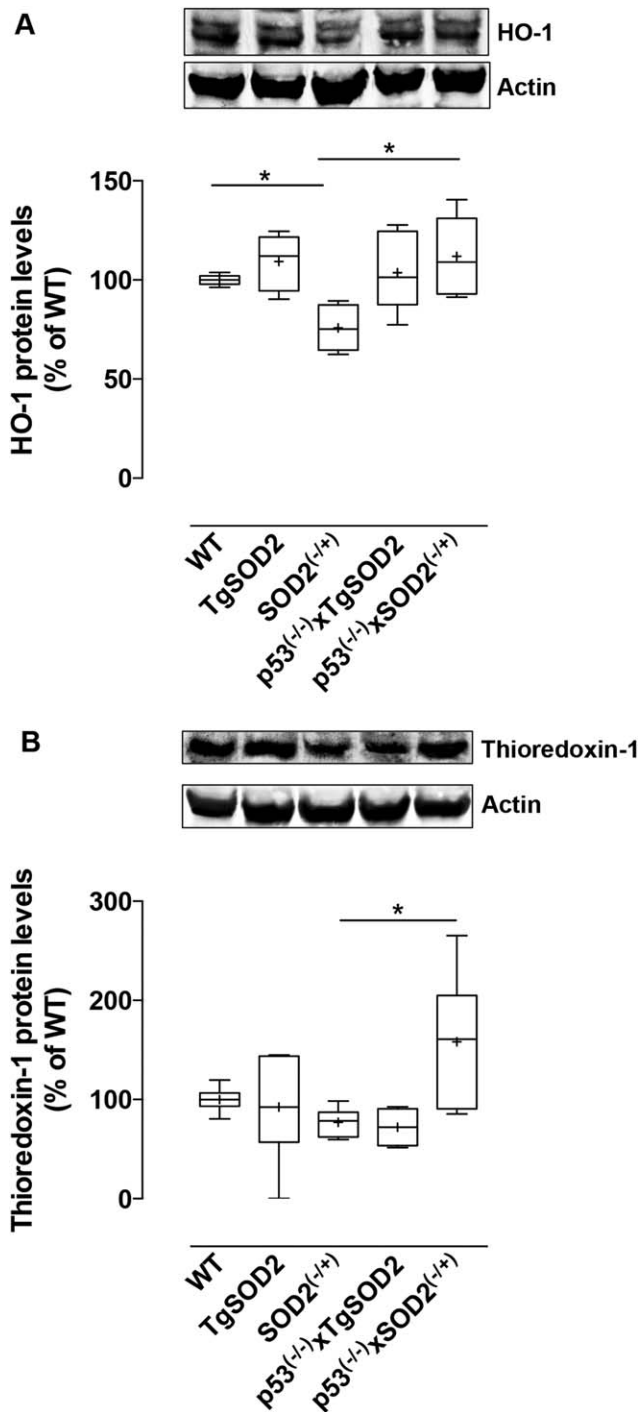 A
HO-1
Actin
*
*
150
100
50
0
HO-1 protein levels
(% of WT)
WT
TgSOD2
SOD2(-/+)
p53(-/-)xTgSOD2
p53(-/-)xSOD2(-/+)
B
Thioredoxin-1
Actin
*
300
200
100
0
Thioredoxin-1 protein levels
(% of WT)
WT
TgSOD2
SOD2(-/+)
p53(-/-)xTgSOD2
p53(-/-)xSOD2(-/+)